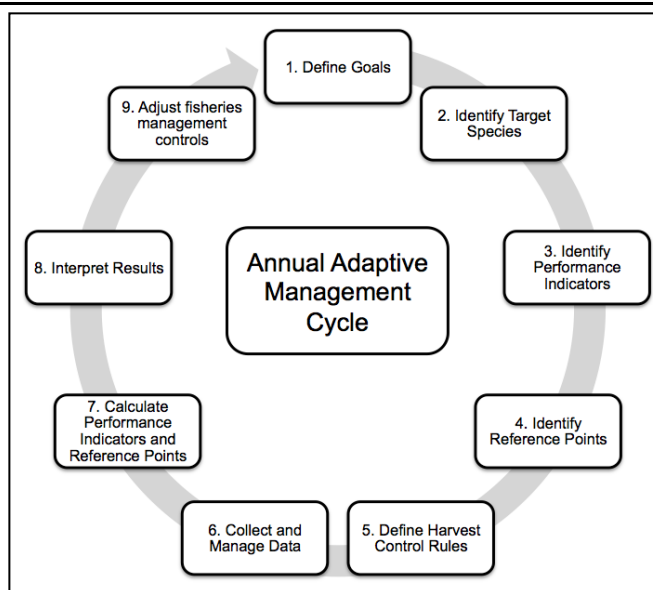 1. Define Goals
2. Identify Target
Species
3. Identify
Performance
Indicators
4. Identify
Reference Points
5. Define Harvest
Control Rules
6. Collect and
Manage Data
7. Calculate
Performance
Indicators and
Reference Points
8. Interpret Results
9. Adjust fisheries
management
controls
Annual Adaptive
Management
Cycle